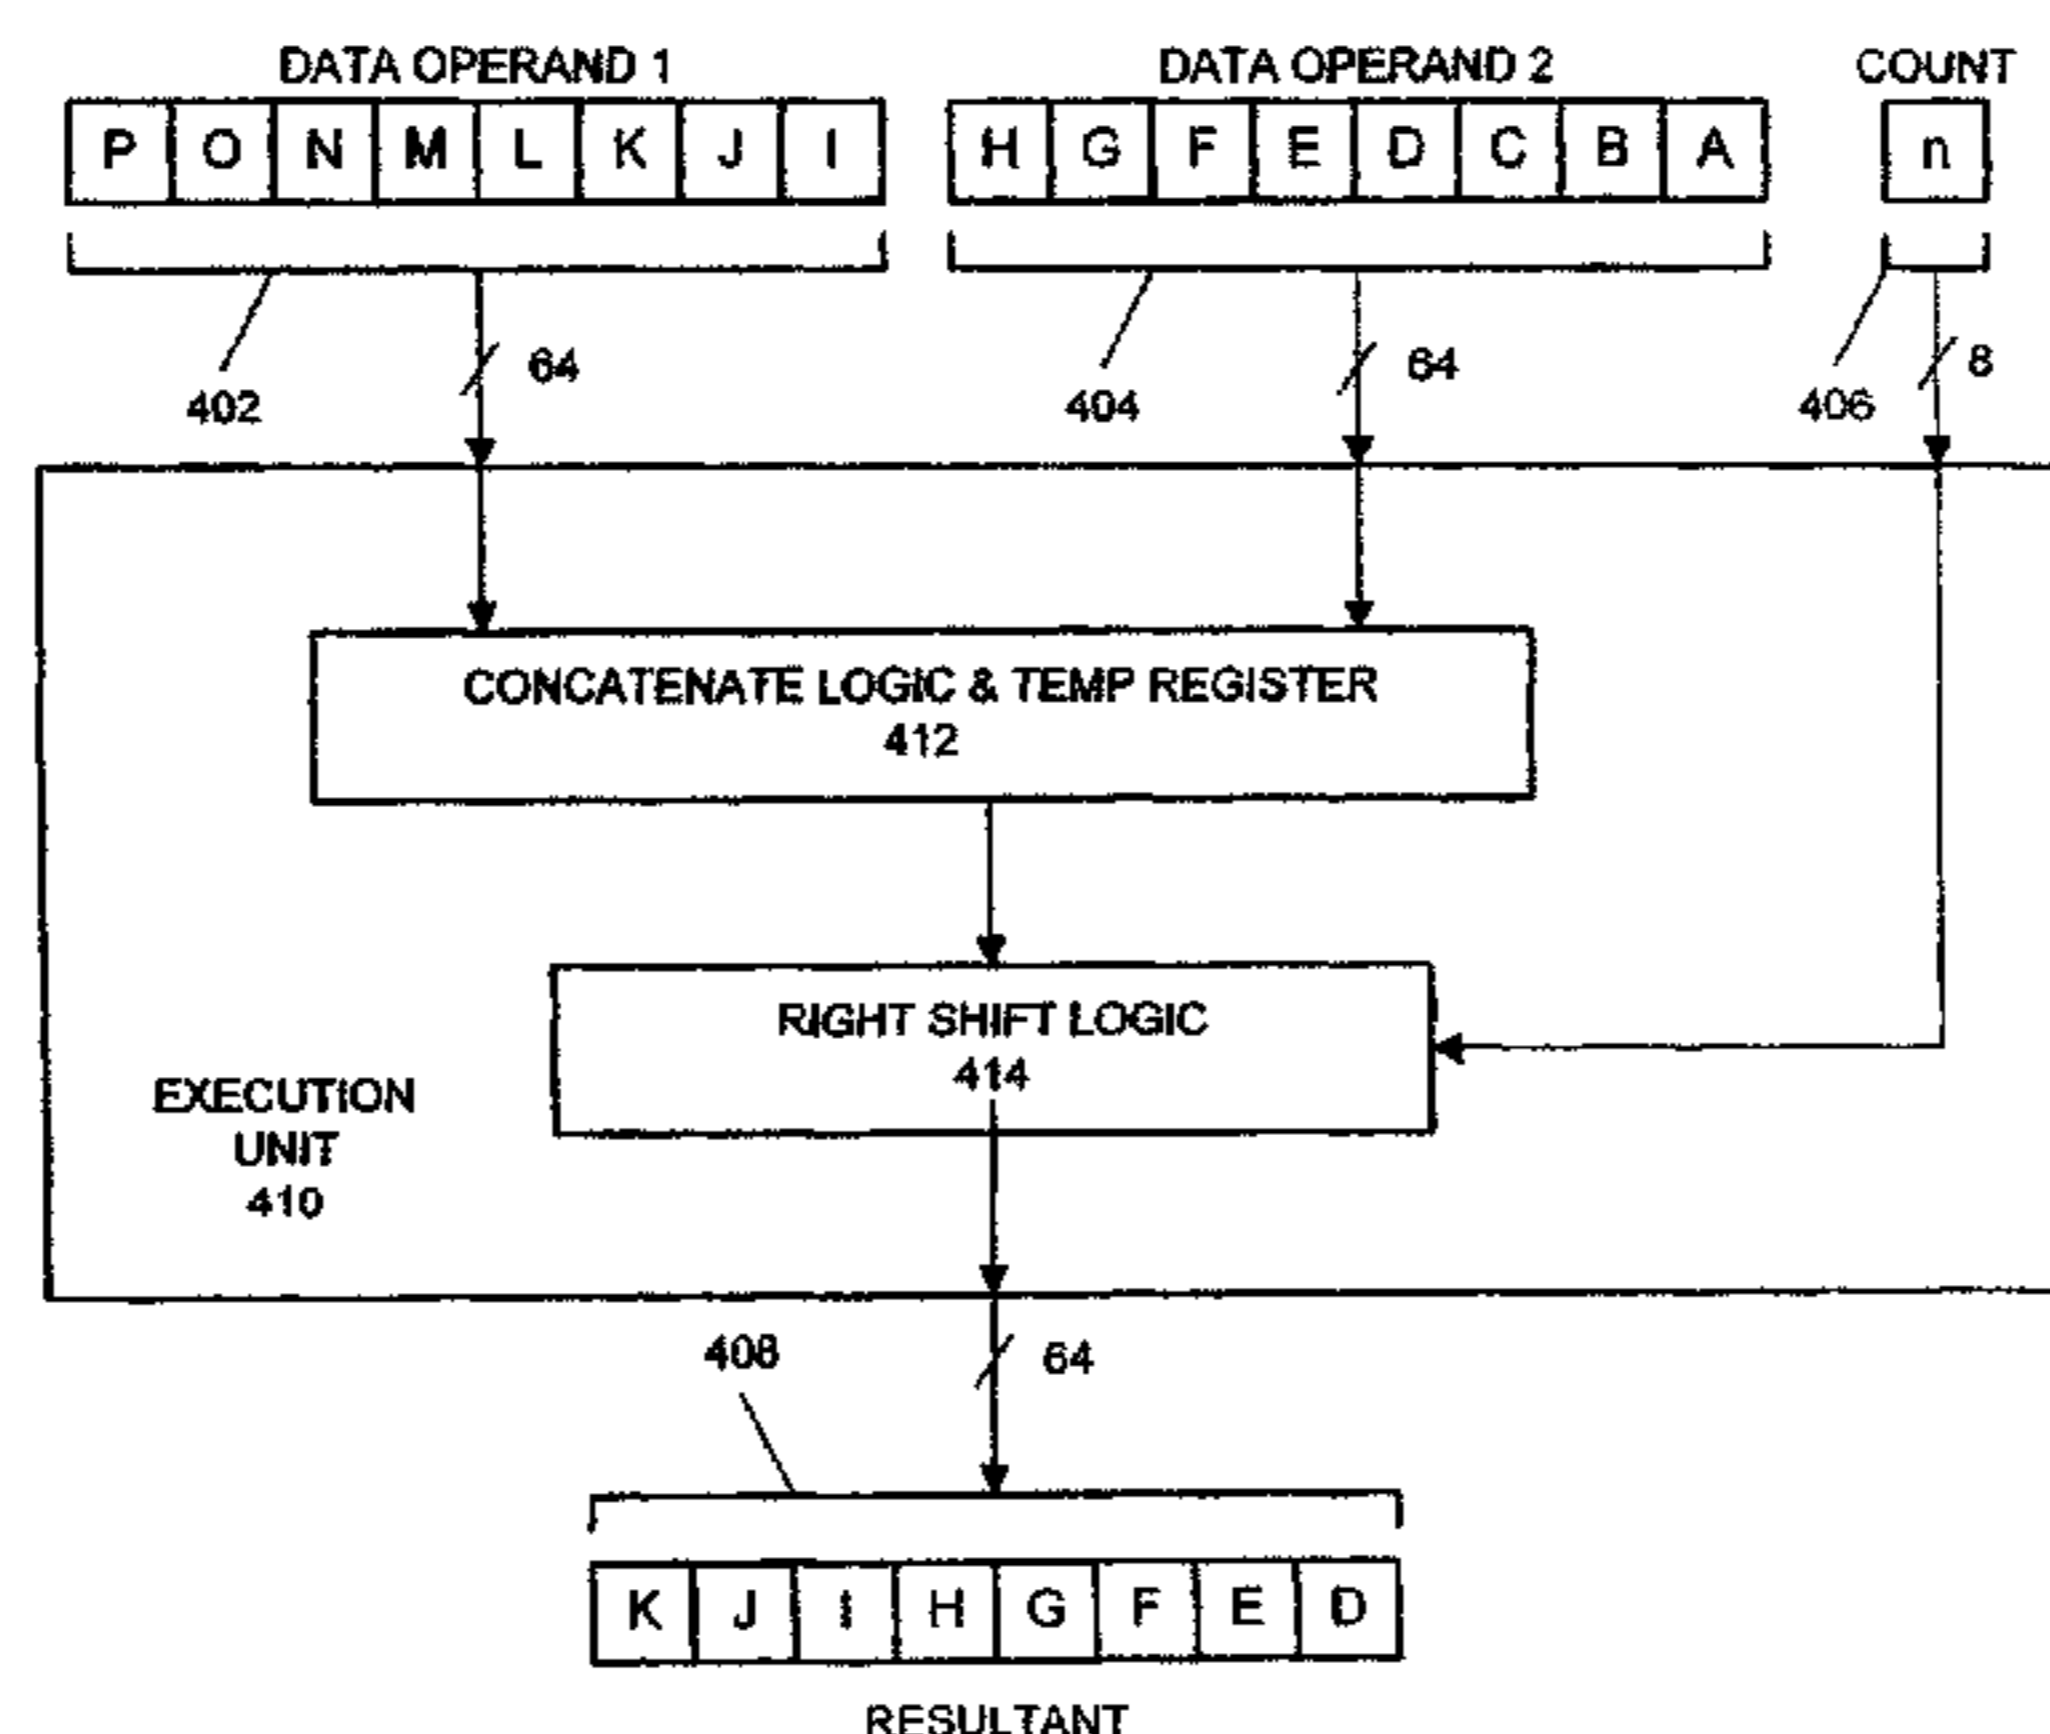 DATA OPERAND 1 DATA OPERAND 2 COUNT
P O N M L K J I H G F E D C B A n
64 64 8
402 404 406
CONCATENATE LOGIC & TEMP REGISTER
412
RIGHT SHIFT LOGIC
414
EXECUTION
UNIT
410
408 64
K J I H G F E D
RESULTANT